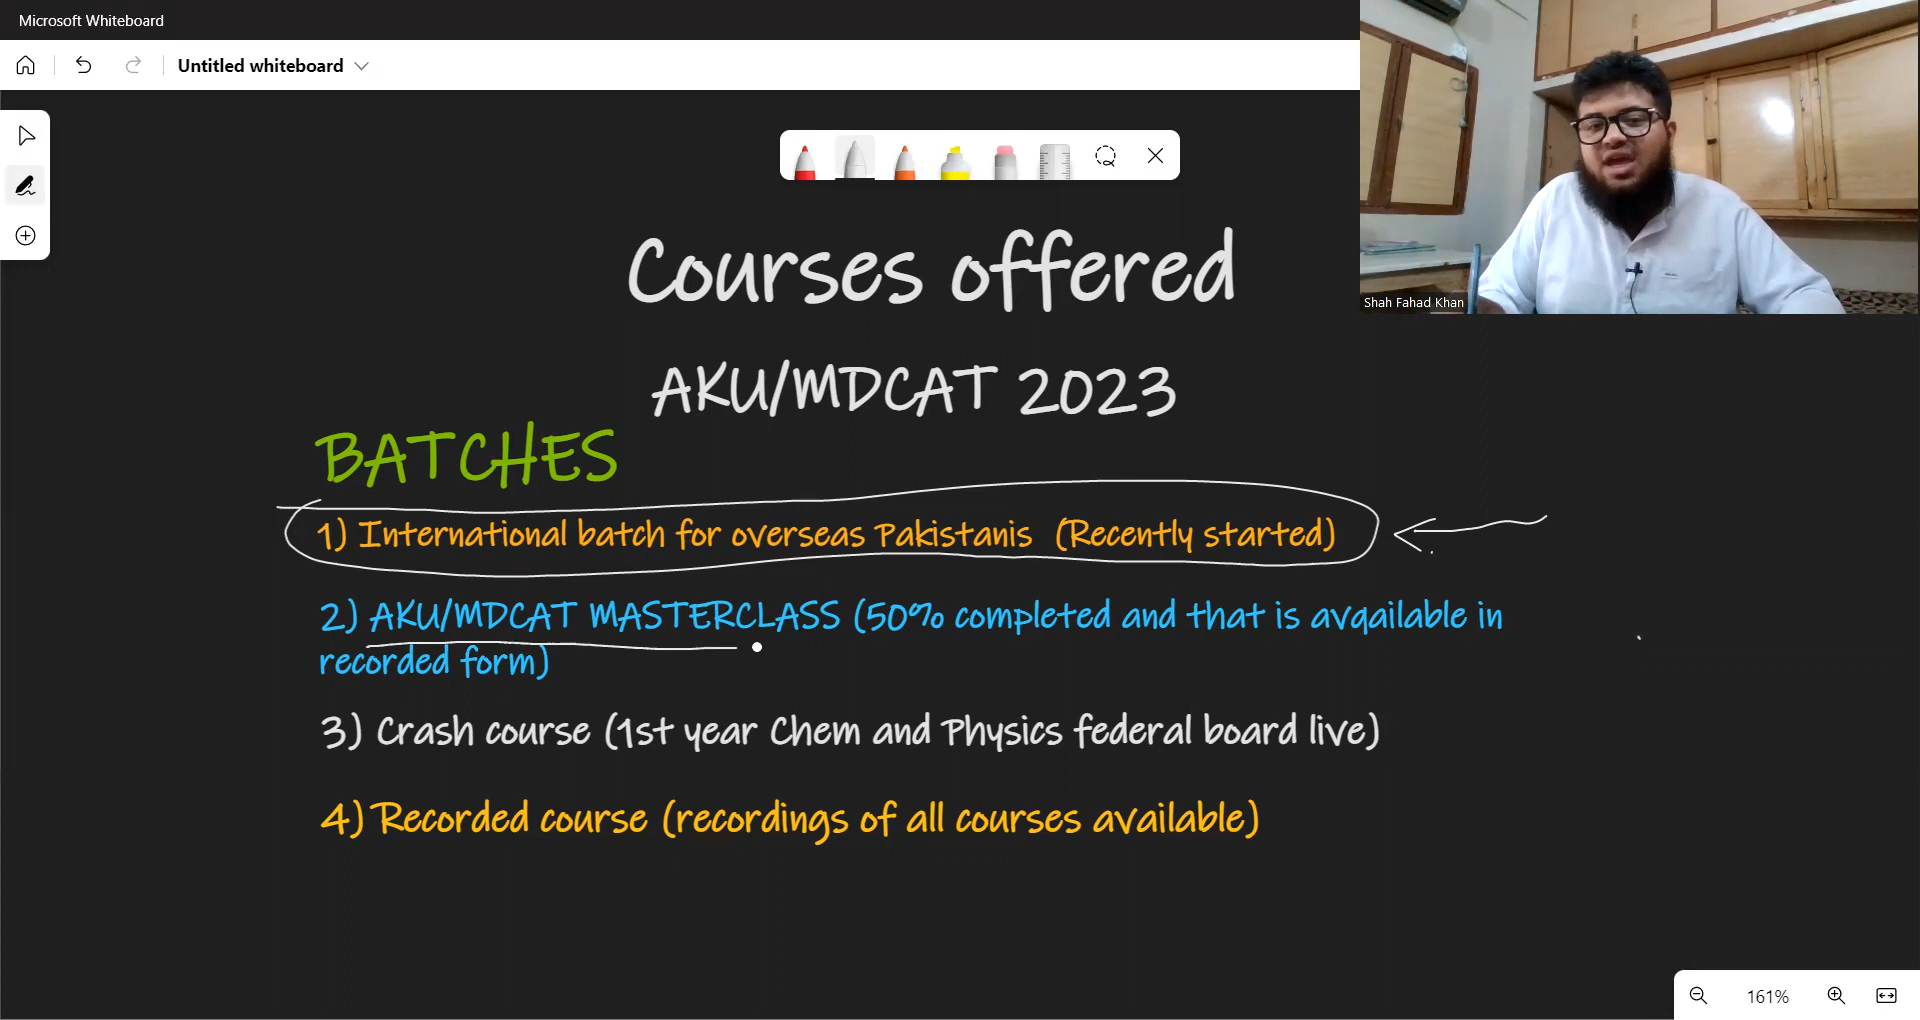 Microsoft Whiteboard
Untitled whiteboard
Shah Fahad Khan
Courses offered
AKU/MDCAT 2023
BATCHES
1) International batch for overseas Pakistanis (Recently started)
2) AKU/MDCAT MASTERCLASS (50% completed and that is avqailable in
recorded form)
3) Crash course (1st year Chem and Physics federal board live)
4) Recorded course (recordings of all courses available)
161%